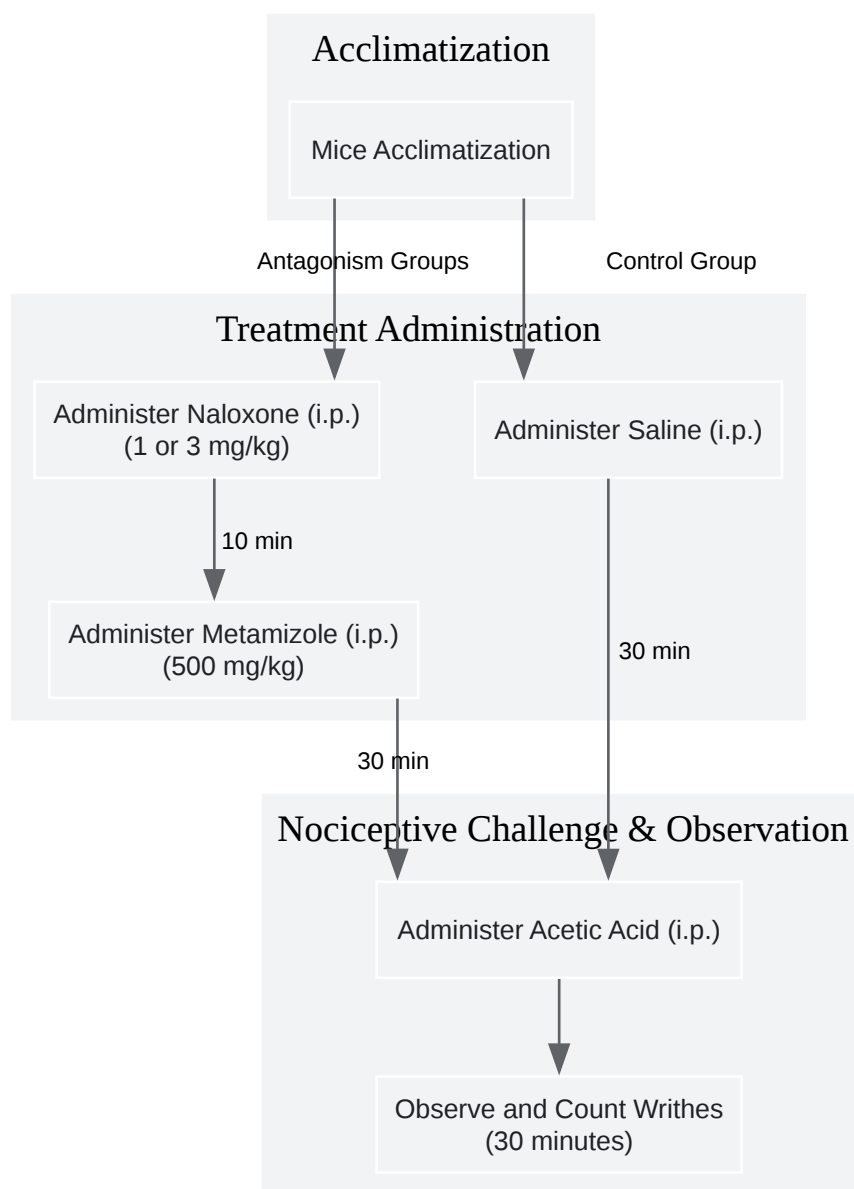 Acclimatization
Mice Acclimatization
Antagonism Groups
Control Group
Treatment Administration
Administer Naloxone (i.p.)
(1 or 3 mg/kg)
Administer Saline (i.p.)
10 min
Administer Metamizole (i.p.)
(500 mg/kg)
30 min
30 min
Nociceptive Challenge & Observation
Administer Acetic Acid (i.p.)
Observe and Count Writhes
(30 minutes)